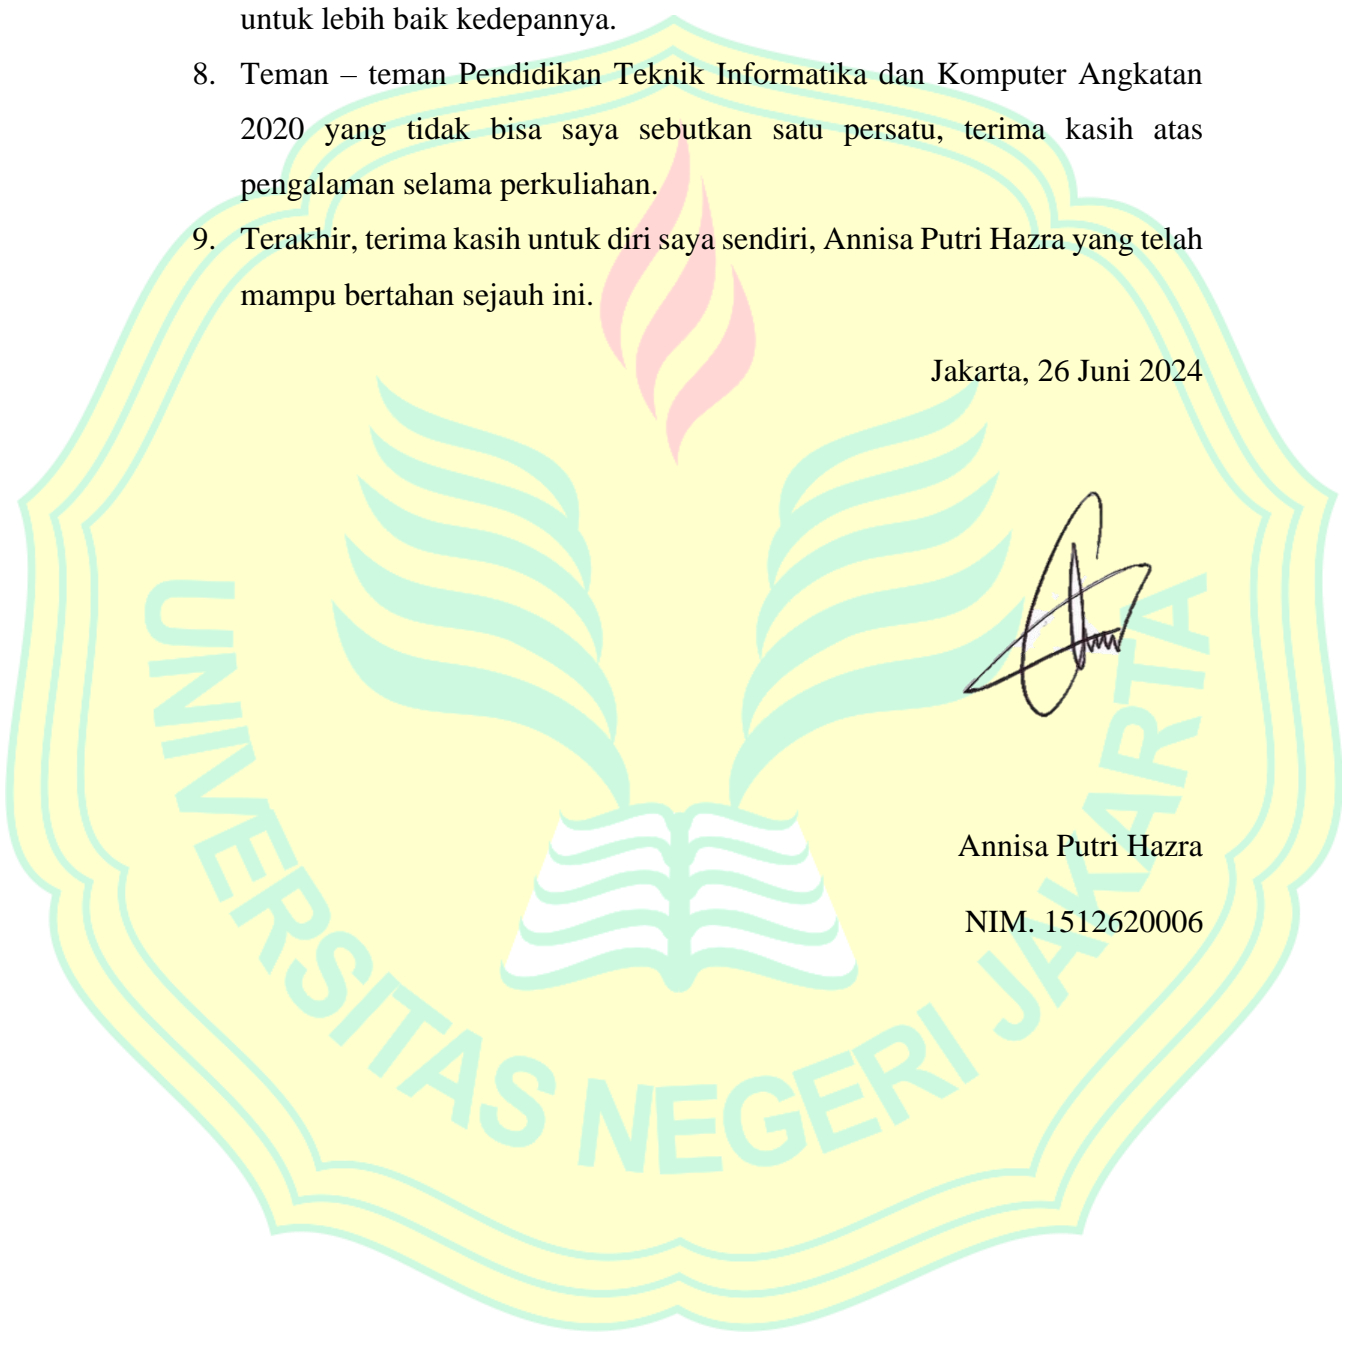 untuk lebih baik kedepannya.
8. Teman – teman Pendidikan Teknik Informatika dan Komputer Angkatan
2020 yang tidak bisa saya sebutkan satu persatu, terima kasih atas
pengalaman selama perkuliahan.
9. Terakhir, terima kasih untuk diri saya sendiri, Annisa Putri Hazra yang telah
mampu bertahan sejauh ini.
Jakarta, 26 Juni 2024
Annisa Putri Hazra
NIM. 1512620006
UNIVERSITAS NEGERI JAKARTA